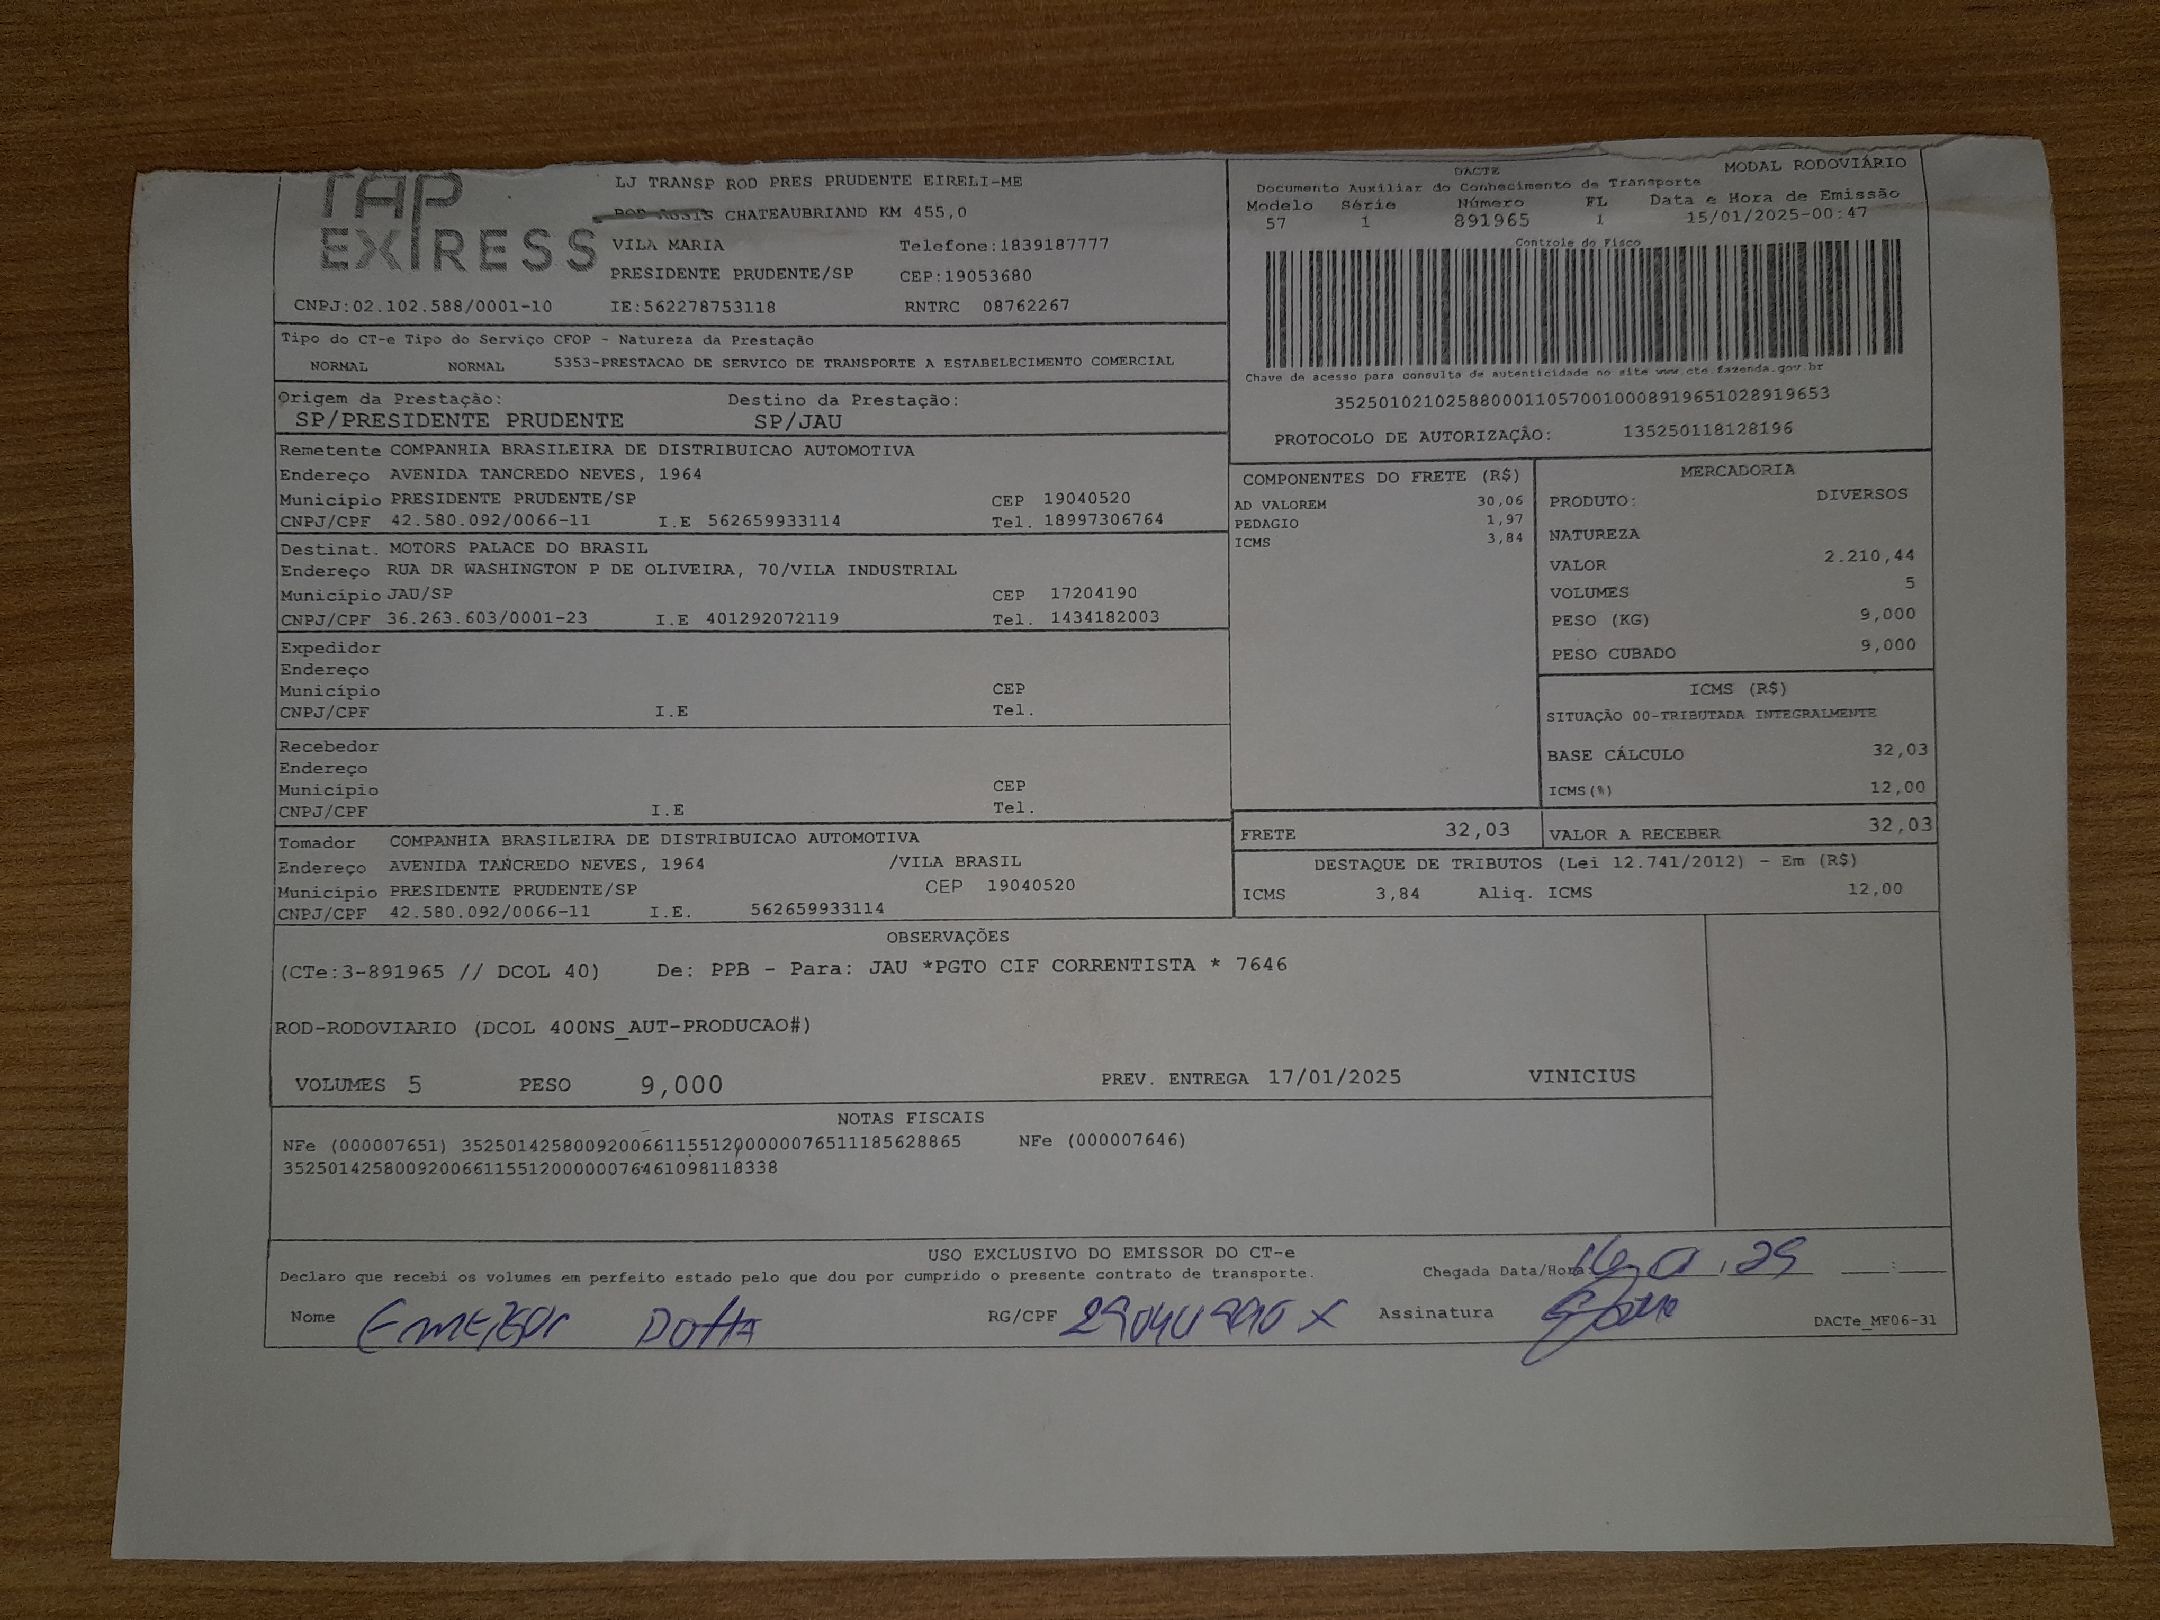 TAP
EXPRESS
LJ TRANSP ROD PRES PRUDENTE EIRELI-ME
ROD ASSIS CHATEAUBRIAND KM 455,0
VILA MARIA Telefone:1839187777
PRESIDENTE PRUDENTE/SP CEP:19053680
CNPJ:02.102.588/0001-10 IE:562278753118 RNTRC 08762267
DACTE MODAL RODOVIÁRIO
Documento Auxiliar do Conhecimento de Transporte
Modelo Série Número FL Data e Hora de Emissão
57 1 891965 1 15/01/2025-00:47
Controle do Fisco
Chave de acesso para consulta de autenticidade no site www.cte.fazenda.gov.br
35250102102588000110570010008919651028919653
PROTOCOLO DE AUTORIZAÇÃO: 135250118128196
Tipo do CT-e Tipo do Serviço CFOP - Natureza da Prestação
NORMAL NORMAL 5353-PRESTACAO DE SERVICO DE TRANSPORTE A ESTABELECIMENTO COMERCIAL
Origem da Prestação: Destino da Prestação:
SP/PRESIDENTE PRUDENTE SP/JAU
Remetente COMPANHIA BRASILEIRA DE DISTRIBUICAO AUTOMOTIVA
Endereço AVENIDA TANCREDO NEVES, 1964
Município PRESIDENTE PRUDENTE/SP CEP 19040520
CNPJ/CPF 42.580.092/0066-11 I.E 562659933114 Tel. 18997306764
Destinat. MOTORS PALACE DO BRASIL
Endereço RUA DR WASHINGTON P DE OLIVEIRA, 70/VILA INDUSTRIAL
Município JAU/SP CEP 17204190
CNPJ/CPF 36.263.603/0001-23 I.E 401292072119 Tel. 1434182003
Expedidor
Endereço
Município CEP
CNPJ/CPF I.E Tel.
Recebedor
Endereço
Município CEP
CNPJ/CPF I.E Tel.
Tomador COMPANHIA BRASILEIRA DE DISTRIBUICAO AUTOMOTIVA
Endereço AVENIDA TANCREDO NEVES, 1964 /VILA BRASIL
Município PRESIDENTE PRUDENTE/SP CEP 19040520
CNPJ/CPF 42.580.092/0066-11 I.E. 562659933114
COMPONENTES DO FRETE (R$)
AD VALOREM 30,06
PEDAGIO 1,97
ICMS 3,84
MERCADORIA
PRODUTO: DIVERSOS
NATUREZA
VALOR 2.210,44
VOLUMES 5
PESO (KG) 9,000
PESO CUBADO 9,000
ICMS (R$)
SITUAÇÃO 00-TRIBUTADA INTEGRALMENTE
BASE CÁLCULO 32,03
ICMS(%) 12,00
FRETE 32,03 VALOR A RECEBER 32,03
DESTAQUE DE TRIBUTOS (Lei 12.741/2012) - Em (R$)
ICMS 3,84 Aliq. ICMS 12,00
OBSERVAÇÕES
(CTe:3-891965 // DCOL 40) De: PPB - Para: JAU *PGTO CIF CORRENTISTA * 7646
ROD-RODOVIARIO (DCOL 400NS_AUT-PRODUCAO#)
VOLUMES 5 PESO 9,000 PREV. ENTREGA 17/01/2025 VINICIUS
NOTAS FISCAIS
NFe (000007651) 35250142580092006611551200000076511185628865 NFe (000007646)
35250142580092006611551200000076461098118338
USO EXCLUSIVO DO EMISSOR DO CT-e
Declaro que recebi os volumes em perfeito estado pelo que dou por cumprido o presente contrato de transporte. Chegada Data/Hora:
Nome Dotta RG/CPF Assinatura DACTe_MF06-31